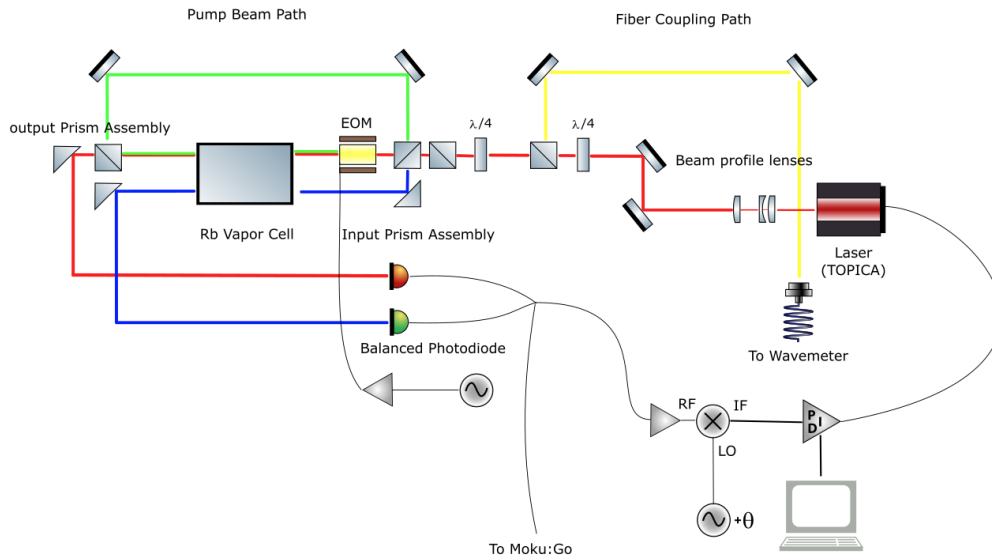 Pump Beam Path
Fiber Coupling Path
output Prism Assembly
EOM
λ/4
λ/4
Beam profile lenses
Rb Vapor Cell
Input Prism Assembly
Laser
(TOPICA)
Balanced Photodiode
To Wavemeter
RF
IF
P
I
D
LO
+θ
To Moku:Go